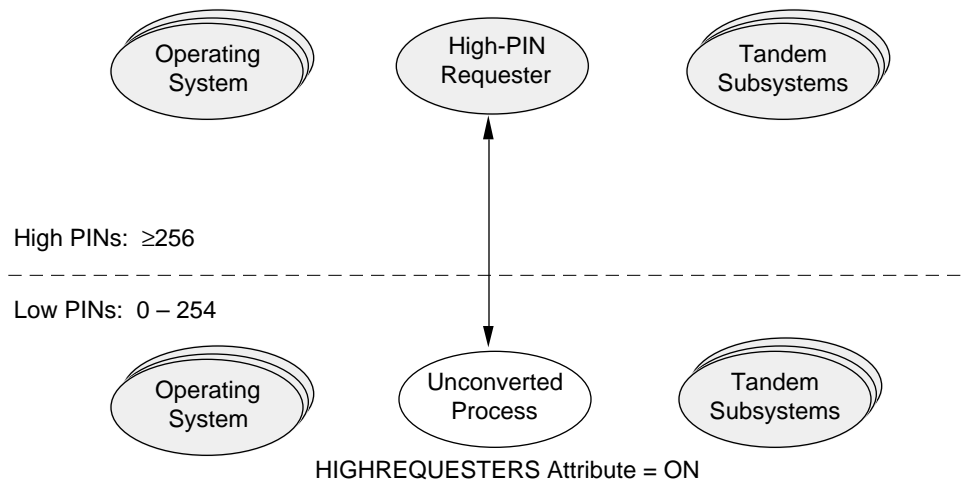 Operating
System
High-PIN
Requester
Tandem
Subsystems
High PINs: ≥256
Low PINs: 0 – 254
Operating
System
Unconverted
Process
Tandem
Subsystems
HIGHREQUESTERS Attribute = ON